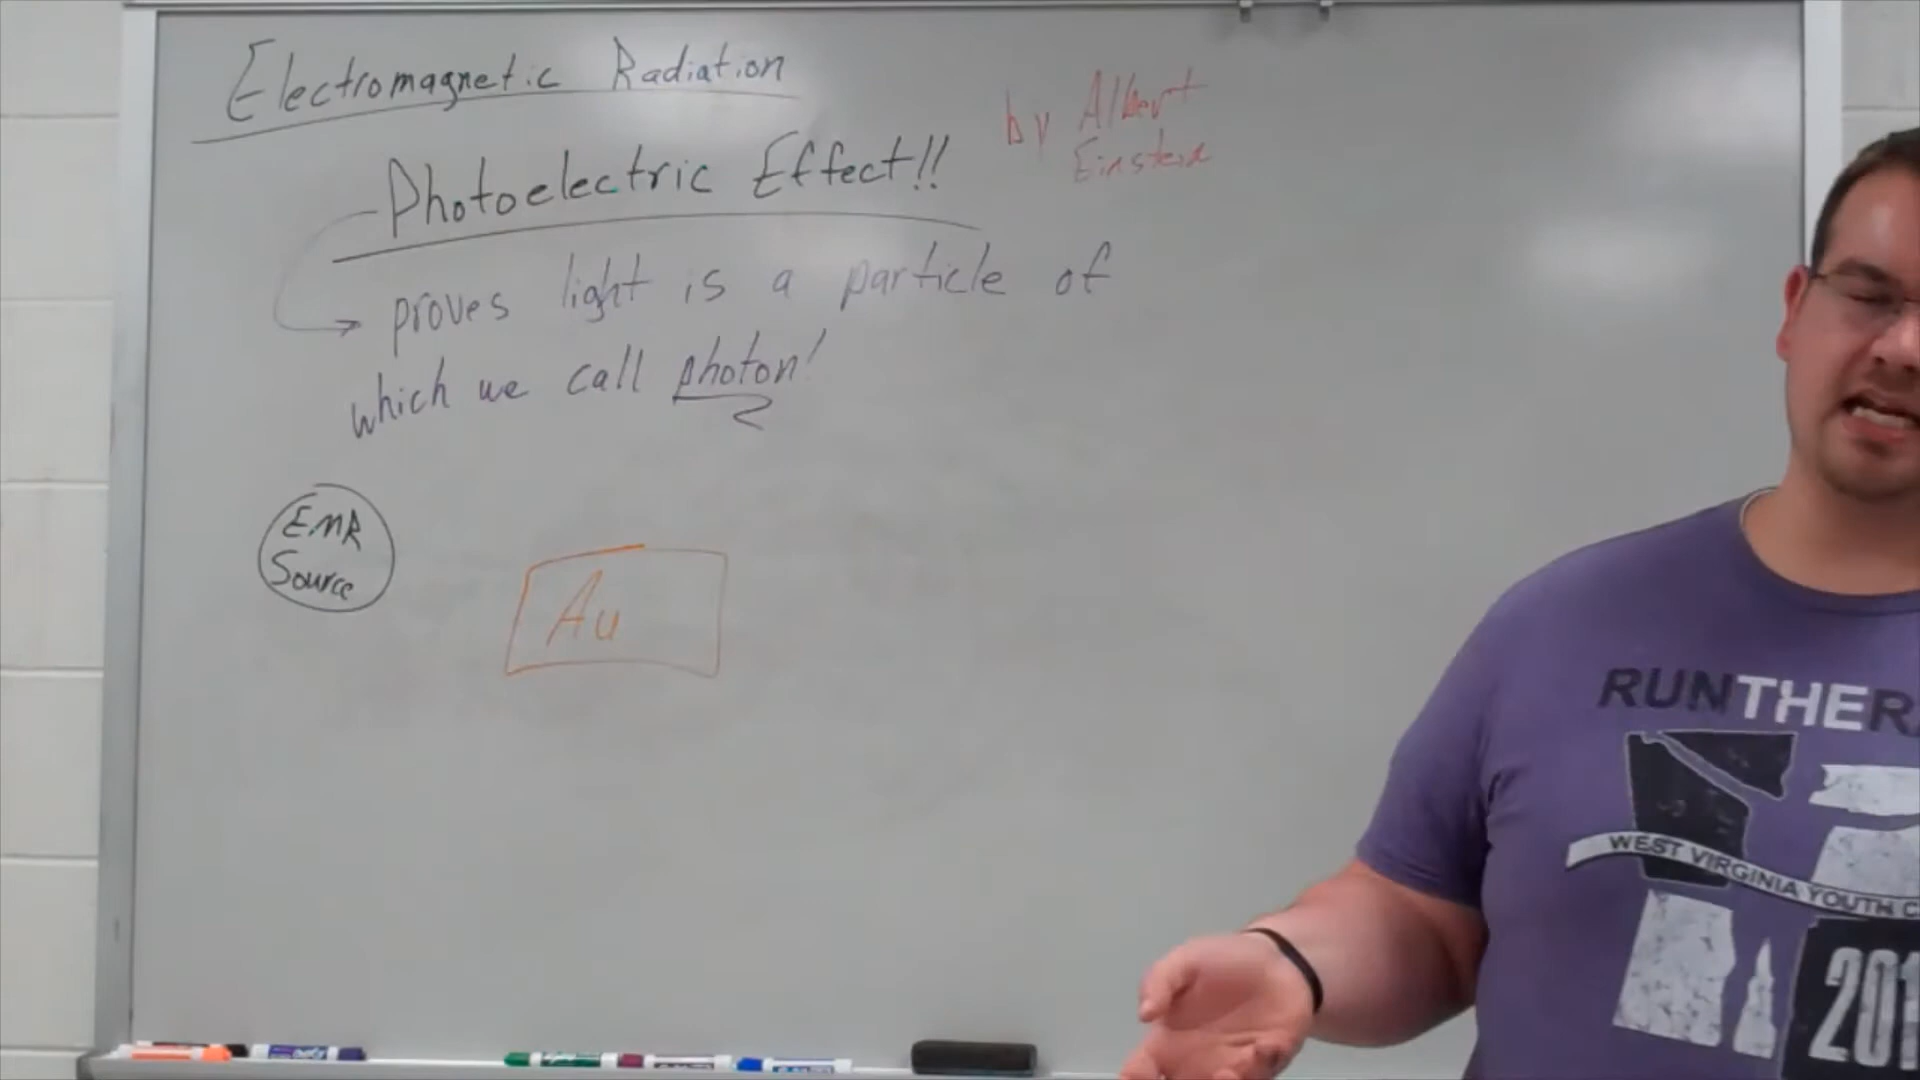 Electromagnetic Radiation
by Albert
Einstein
Photoelectric Effect!!
proves light is a particle of
which we call photon!
EMR
Source
Au
RUNTHER
WEST VIRGINIA YOUTH C
201